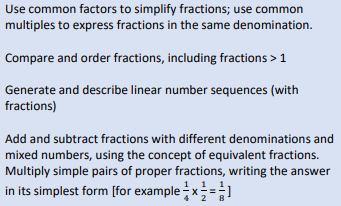 Use common factors to simplify fractions; use common
multiples to express fractions in the same denomination.
Compare and order fractions, including fractions > 1
Generate and describe linear number sequences (with
fractions)
Add and subtract fractions with different denominations and
mixed numbers, using the concept of equivalent fractions.
Multiply simple pairs of proper fractions, writing the answer
in its simplest form [for example 1/4 x 1/2 = 1/8 ]